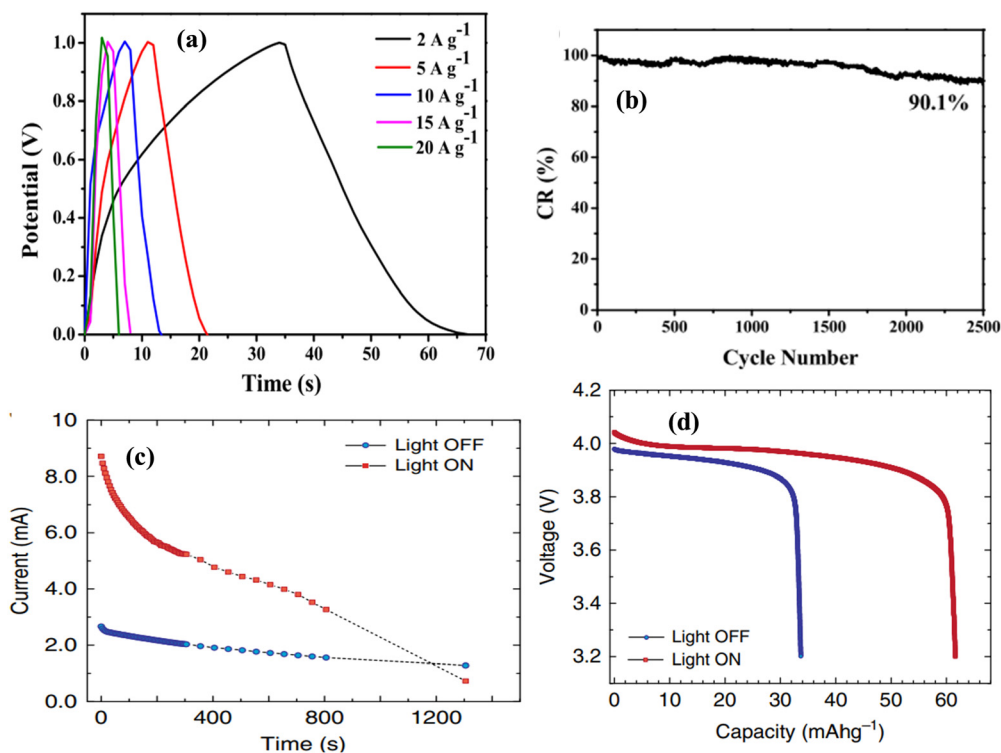 (a)
2 A g-1
5 A g-1
10 A g-1
15 A g-1
20 A g-1
Potential (V)
1.0
0.8
0.6
0.4
0.2
0.0
0 10 20 30 40 50 60 70
Time (s)
(b)
90.1%
CR (%)
100
80
60
40
20
0
0 500 1000 1500 2000 2500
Cycle Number
(c)
Light OFF
Light ON
Current (mA)
10
8.0
6.0
4.0
2.0
0.0
0 400 800 1200
Time (s)
(d)
Light OFF
Light ON
Voltage (V)
4.2
4.0
3.8
3.6
3.4
3.2
0 10 20 30 40 50 60
Capacity (mAhg−1)